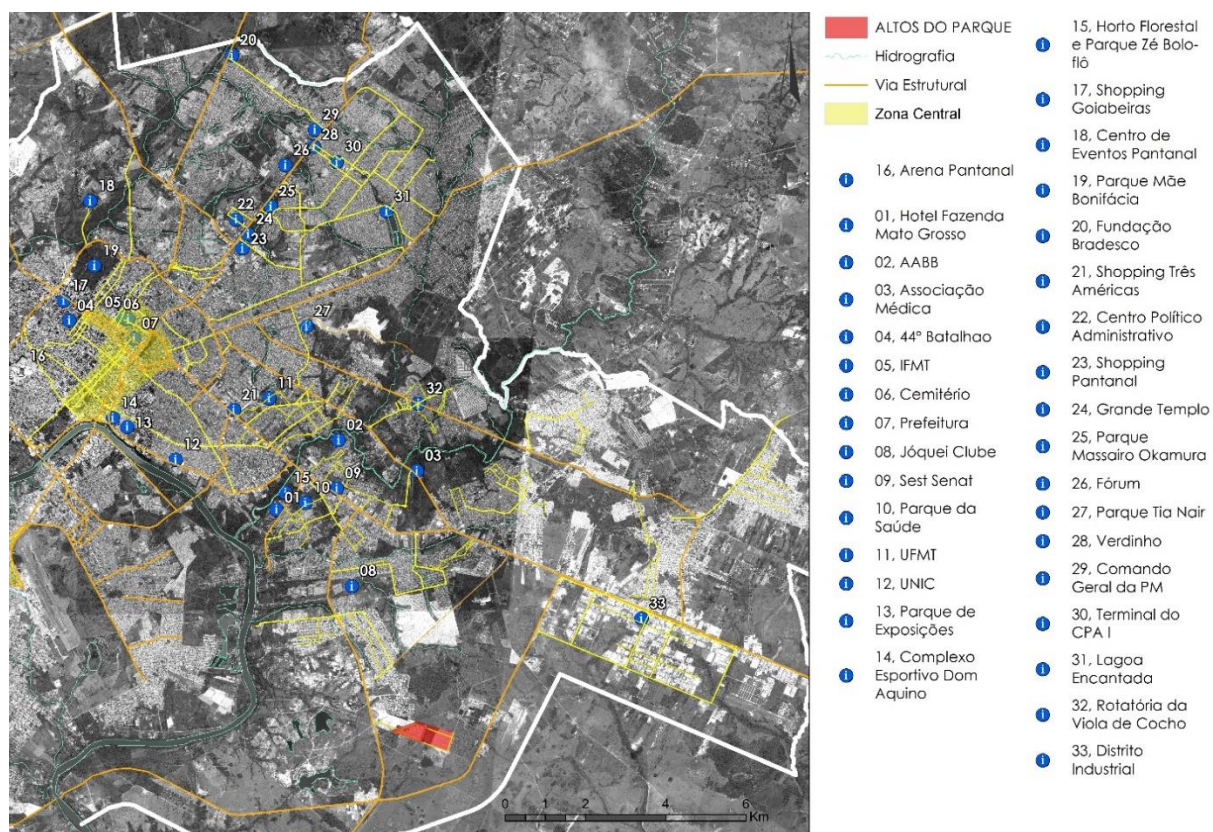 20
29
28
26
30
18
25
22
24
31
23
19
17
04
05
06
07
27
16
21
11
32
14
13
12
02
03
09
15
10
01
08
33
0 1 2 4 6
Km
ALTOS DO PARQUE
Hidrografia
Via Estrutural
Zona Central
16, Arena Pantanal
01, Hotel Fazenda
Mato Grosso
02, AABB
03, Associação
Médica
04, 44º Batalhao
05, IFMT
06, Cemitério
07, Prefeitura
08, Jóquei Clube
09, Sest Senat
10, Parque da
Saúde
11, UFMT
12, UNIC
13, Parque de
Exposições
14, Complexo
Esportivo Dom
Aquino
15, Horto Florestal
e Parque Zé Bolo-
flô
17, Shopping
Goiabeiras
18, Centro de
Eventos Pantanal
19, Parque Mãe
Bonifácia
20, Fundação
Bradesco
21, Shopping Três
Américas
22, Centro Político
Administrativo
23, Shopping
Pantanal
24, Grande Templo
25, Parque
Massairo Okamura
26, Fórum
27, Parque Tia Nair
28, Verdinho
29, Comando
Geral da PM
30, Terminal do
CPA I
31, Lagoa
Encantada
32, Rotatória da
Viola de Cocho
33, Distrito
Industrial